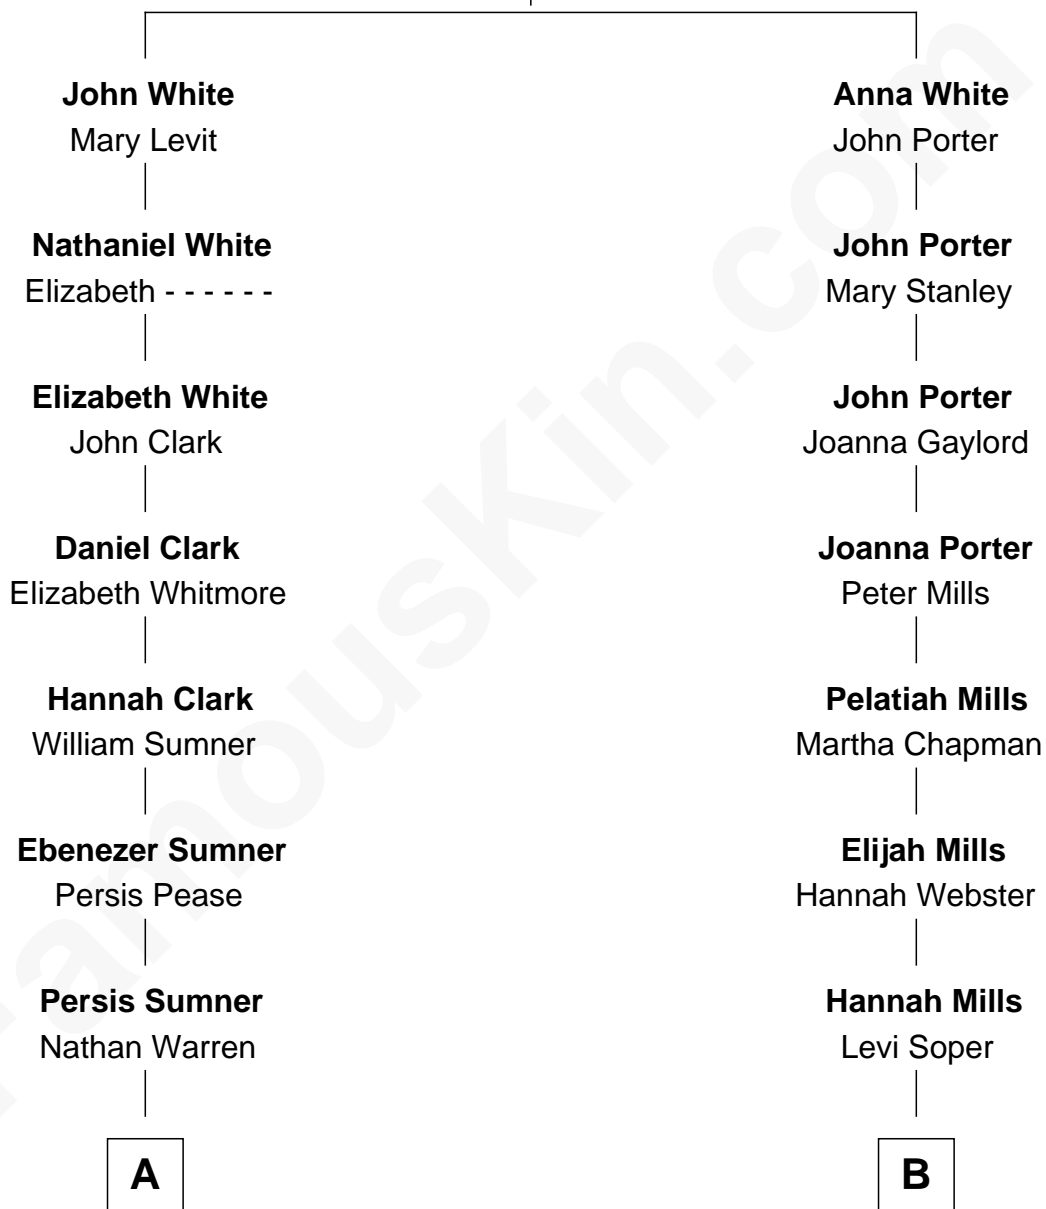 John White
Mary Levit
Nathaniel White
Elizabeth - - - - - -
Elizabeth White
John Clark
Daniel Clark
Elizabeth Whitmore
Hannah Clark
William Sumner
Ebenezer Sumner
Persis Pease
Persis Sumner
Nathan Warren
A
Anna White
John Porter
John Porter
Mary Stanley
John Porter
Joanna Gaylord
Joanna Porter
Peter Mills
Pelatiah Mills
Martha Chapman
Elijah Mills
Hannah Webster
Hannah Mills
Levi Soper
B
FamousKin.com